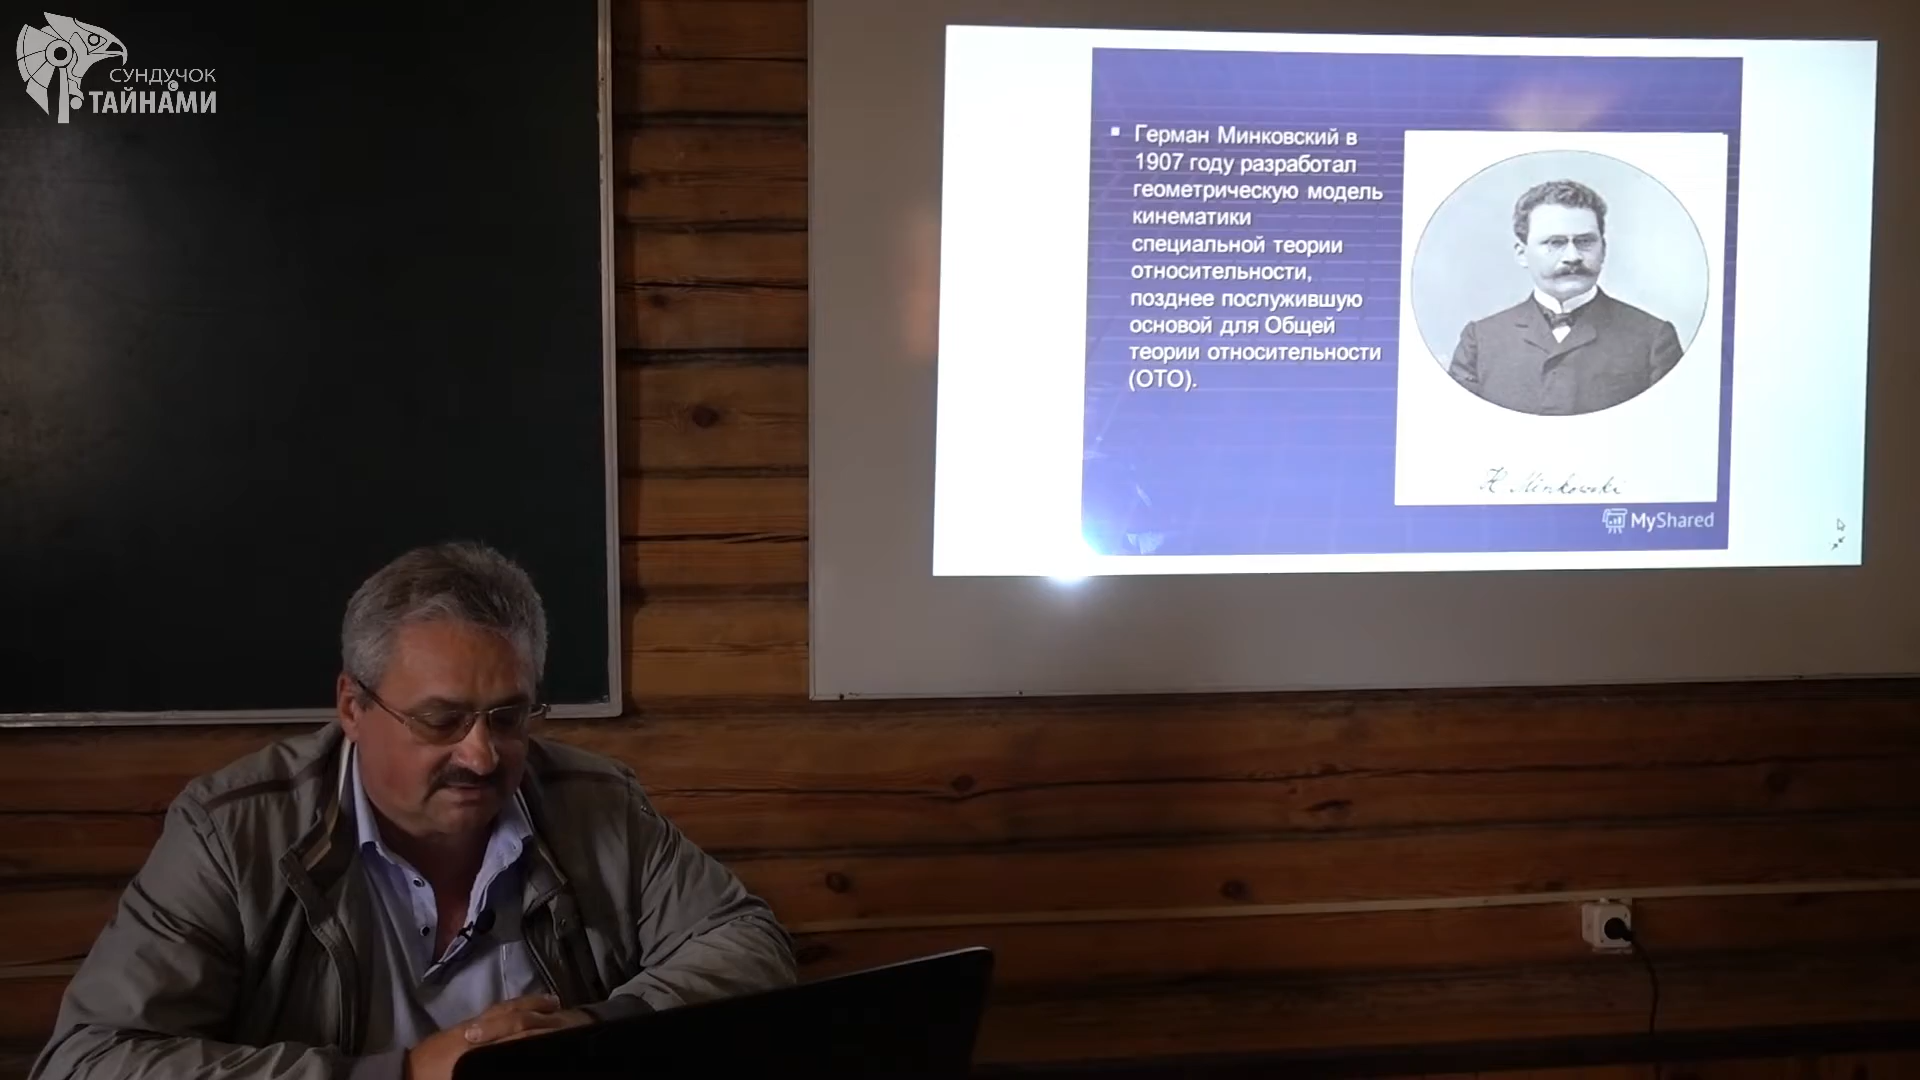 СУНДУЧОК
С
ТАЙНАМИ
Герман Минковский в
1907 году разработал
геометрическую модель
кинематики
специальной теории
относительности,
позднее послужившую
основой для Общей
теории относительности
(ОТО).
H Minkowski
MyShared